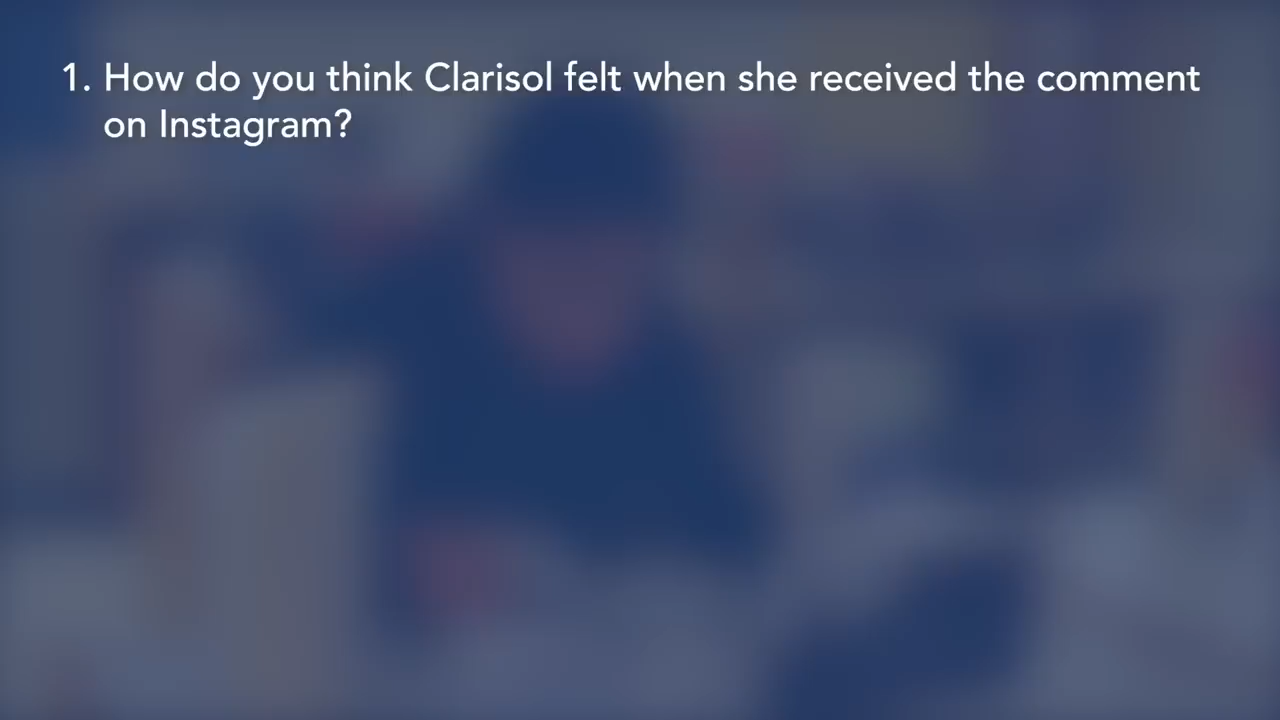 1. How do you think Clarisol felt when she received the comment
on Instagram?